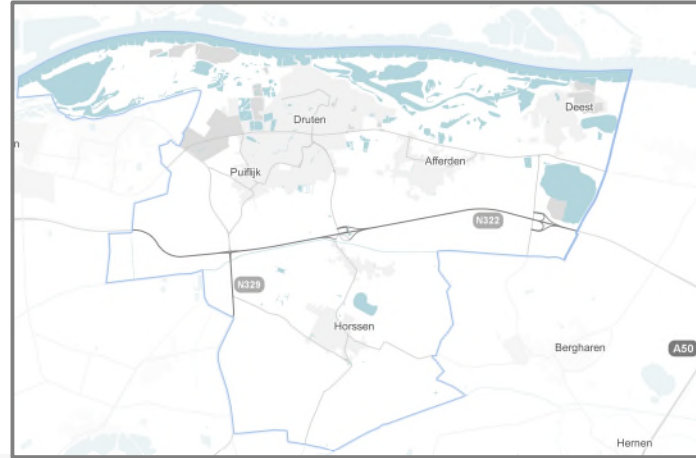 Deest
Druten
n
Afferden
Puiflijk
N322
N329
Horssen
Bergharen
A50
Hernen